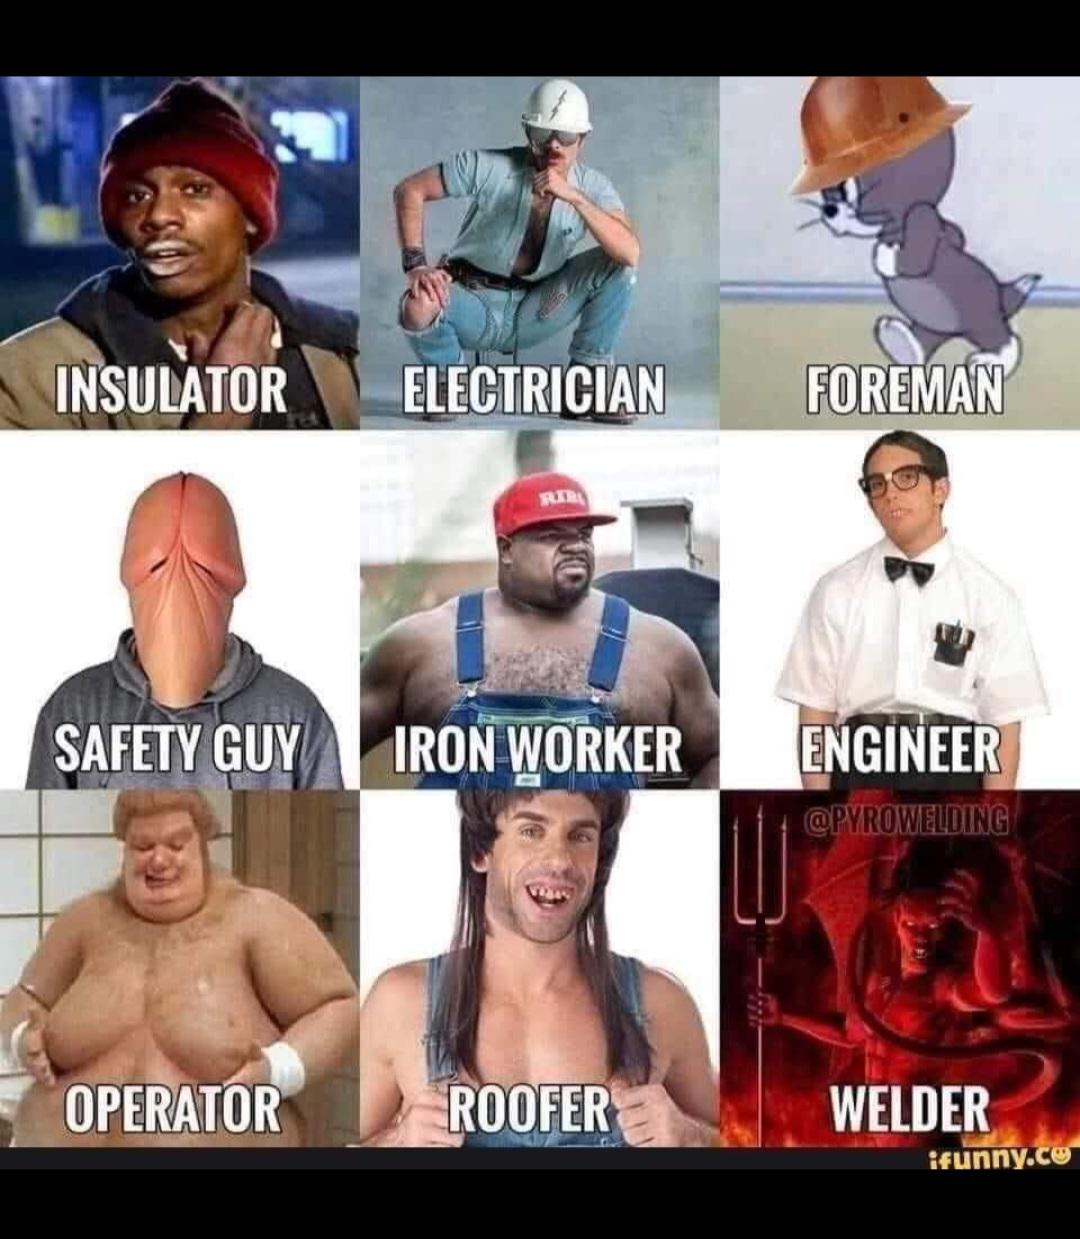 INSULATOR
ELECTRICIAN
FOREMAN
SAFETY GUY
IRON WORKER
ENGINEER
@PYROWELDING
OPERATOR
ROOFER
WELDER
ifunny.co